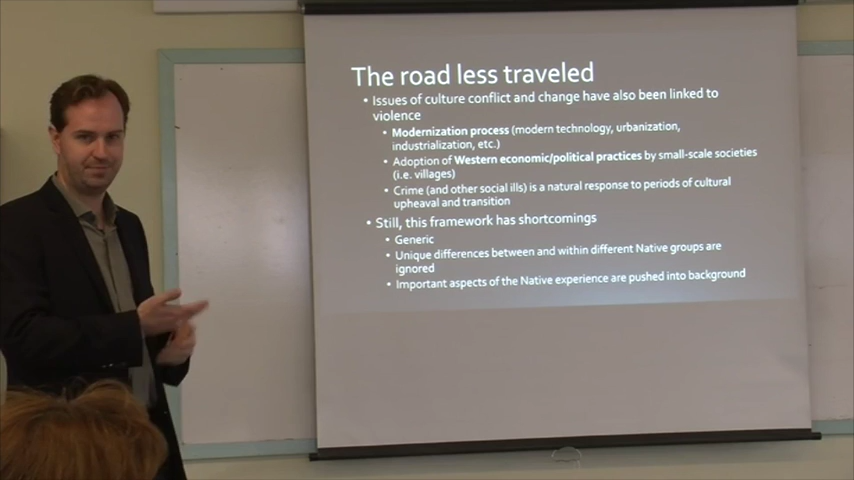 The road less traveled
• Issues of culture conflict and change have also been linked to
violence
• Modernization process (modern technology, urbanization,
industrialization, etc.)
• Adoption of Western economic/political practices by small-scale societies
(i.e. villages)
• Crime (and other social ills) is a natural response to periods of cultural
upheaval and transition
• Still, this framework has shortcomings
• Generic
• Unique differences between and within different Native groups are
ignored
• Important aspects of the Native experience are pushed into background